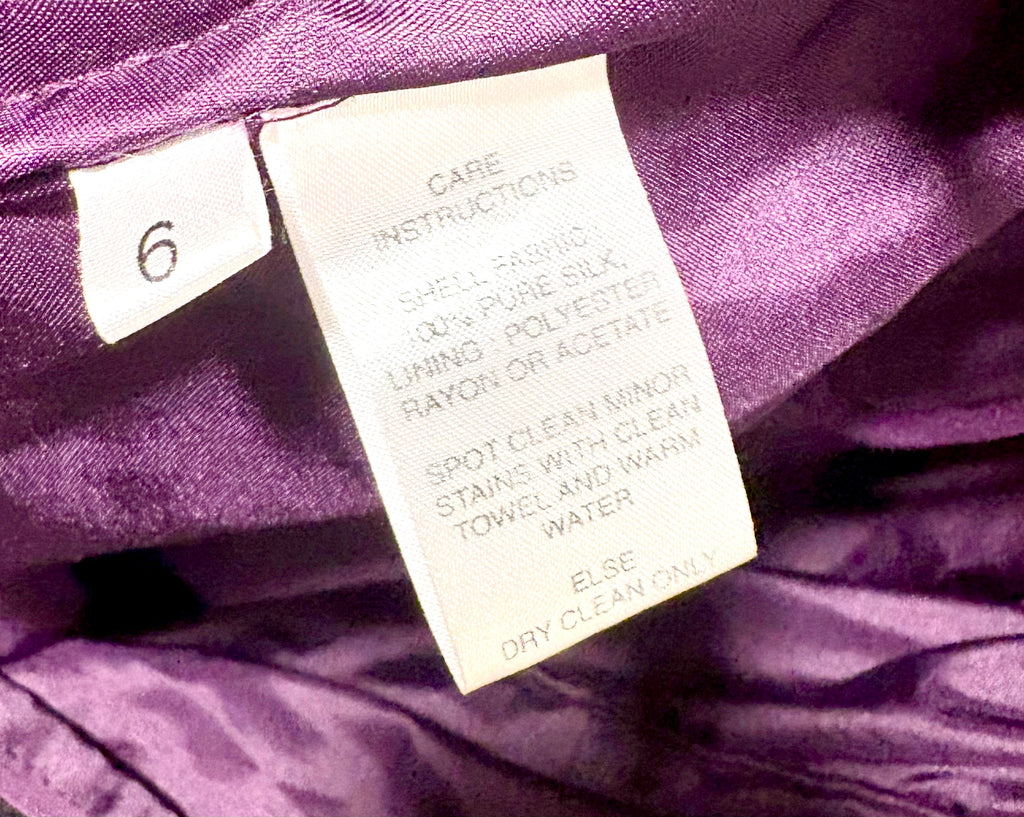 6
CARE
INSTRUCTIONS
SHELL FABRIC
100% PURE SILK,
LINING : POLYESTER
RAYON OR ACETATE
SPOT CLEAN MINOR
STAINS WITH CLEAN
TOWEL AND WARM
WATER
ELSE
DRY CLEAN ONLY